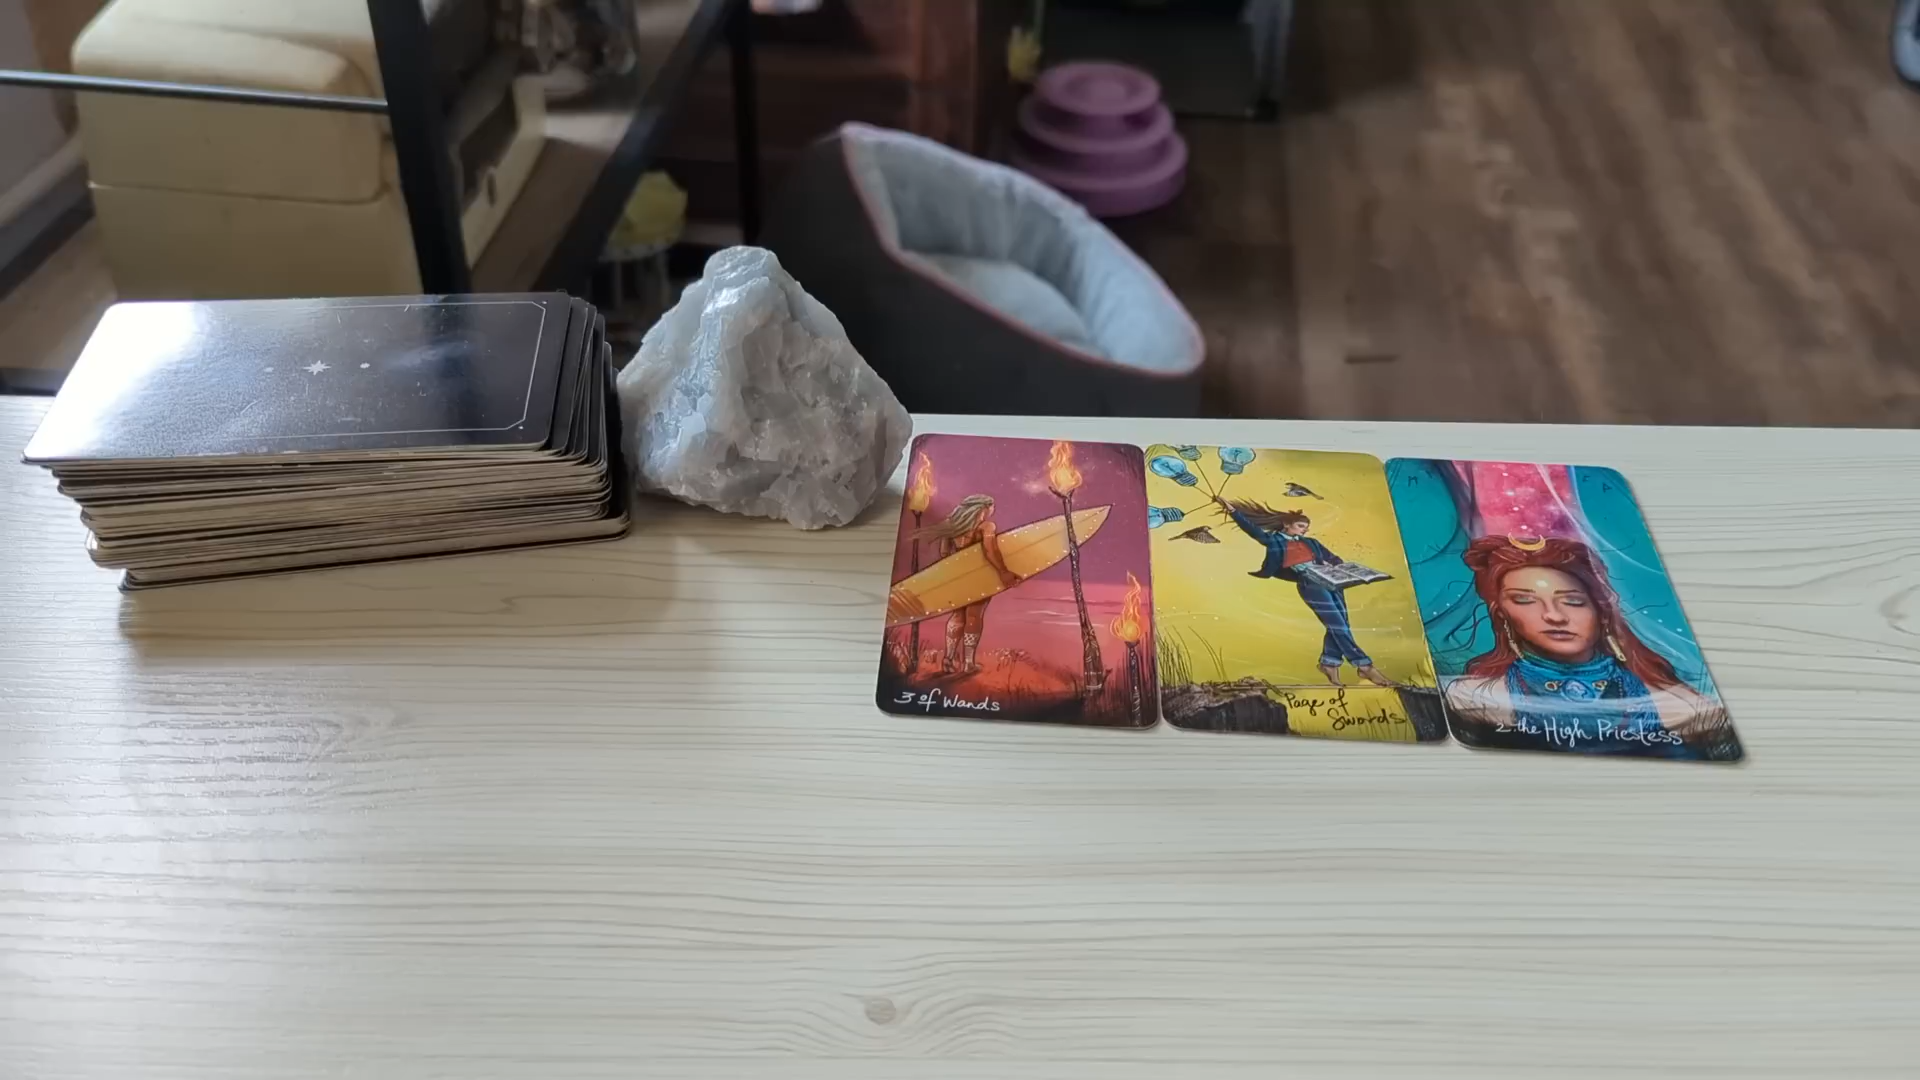 3 of Wands
Page of
Swords
2. the High Priestess